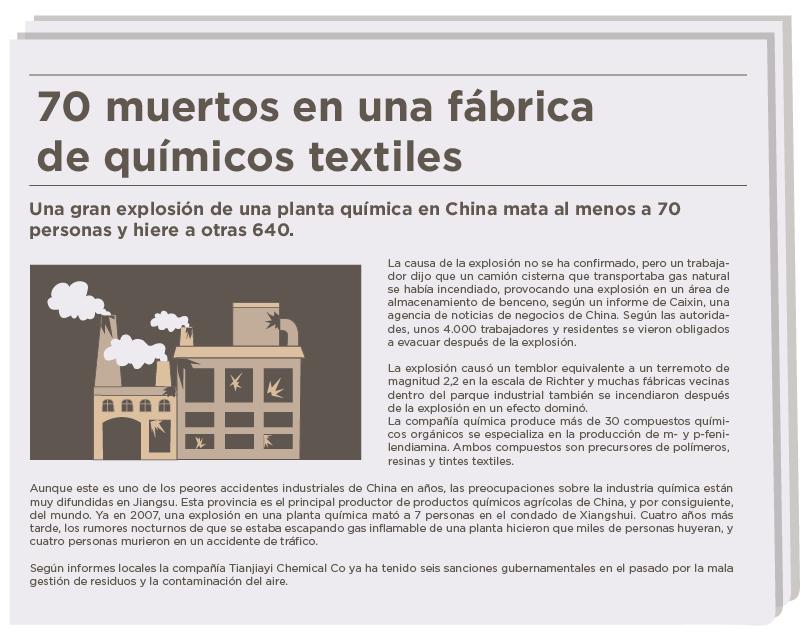 70 muertos en una fábrica
de químicos textiles
Una gran explosión de una planta química en China mata al menos a 70
personas y hiere a otras 640.
La causa de la explosión no se ha confirmado, pero un trabaja-
dor dijo que un camión cisterna que transportaba gas natural
se había incendiado, provocando una explosión en un área de
almacenamiento de benceno, según un informe de Caixin, una
agencia de noticias de negocios de China. Según las autorida-
des, unos 4.000 trabajadores y residentes se vieron obligados
a evacuar después de la explosión.
La explosión causó un temblor equivalente a un terremoto de
magnitud 2,2 en la escala de Richter y muchas fábricas vecinas
dentro del parque industrial también se incendiaron después
de la explosión en un efecto dominó.
La compañía química produce más de 30 compuestos quími-
cos orgánicos se especializa en la producción de m- y p-feni-
lendiamina. Ambos compuestos son precursores de polímeros,
resinas y tintes textiles.
Aunque este es uno de los peores accidentes industriales de China en años, las preocupaciones sobre la industria química están
muy difundidas en Jiangsu. Esta provincia es el principal productor de productos químicos agrícolas de China, y por consiguiente,
del mundo. Ya en 2007, una explosión en una planta química mató a 7 personas en el condado de Xiangshui. Cuatro años más
tarde, los rumores nocturnos de que se estaba escapando gas inflamable de una planta hicieron que miles de personas huyeran, y
cuatro personas murieron en un accidente de tráfico.
Según informes locales la compañía Tianjiayi Chemical Co ya ha tenido seis sanciones gubernamentales en el pasado por la mala
gestión de residuos y la contaminación del aire.